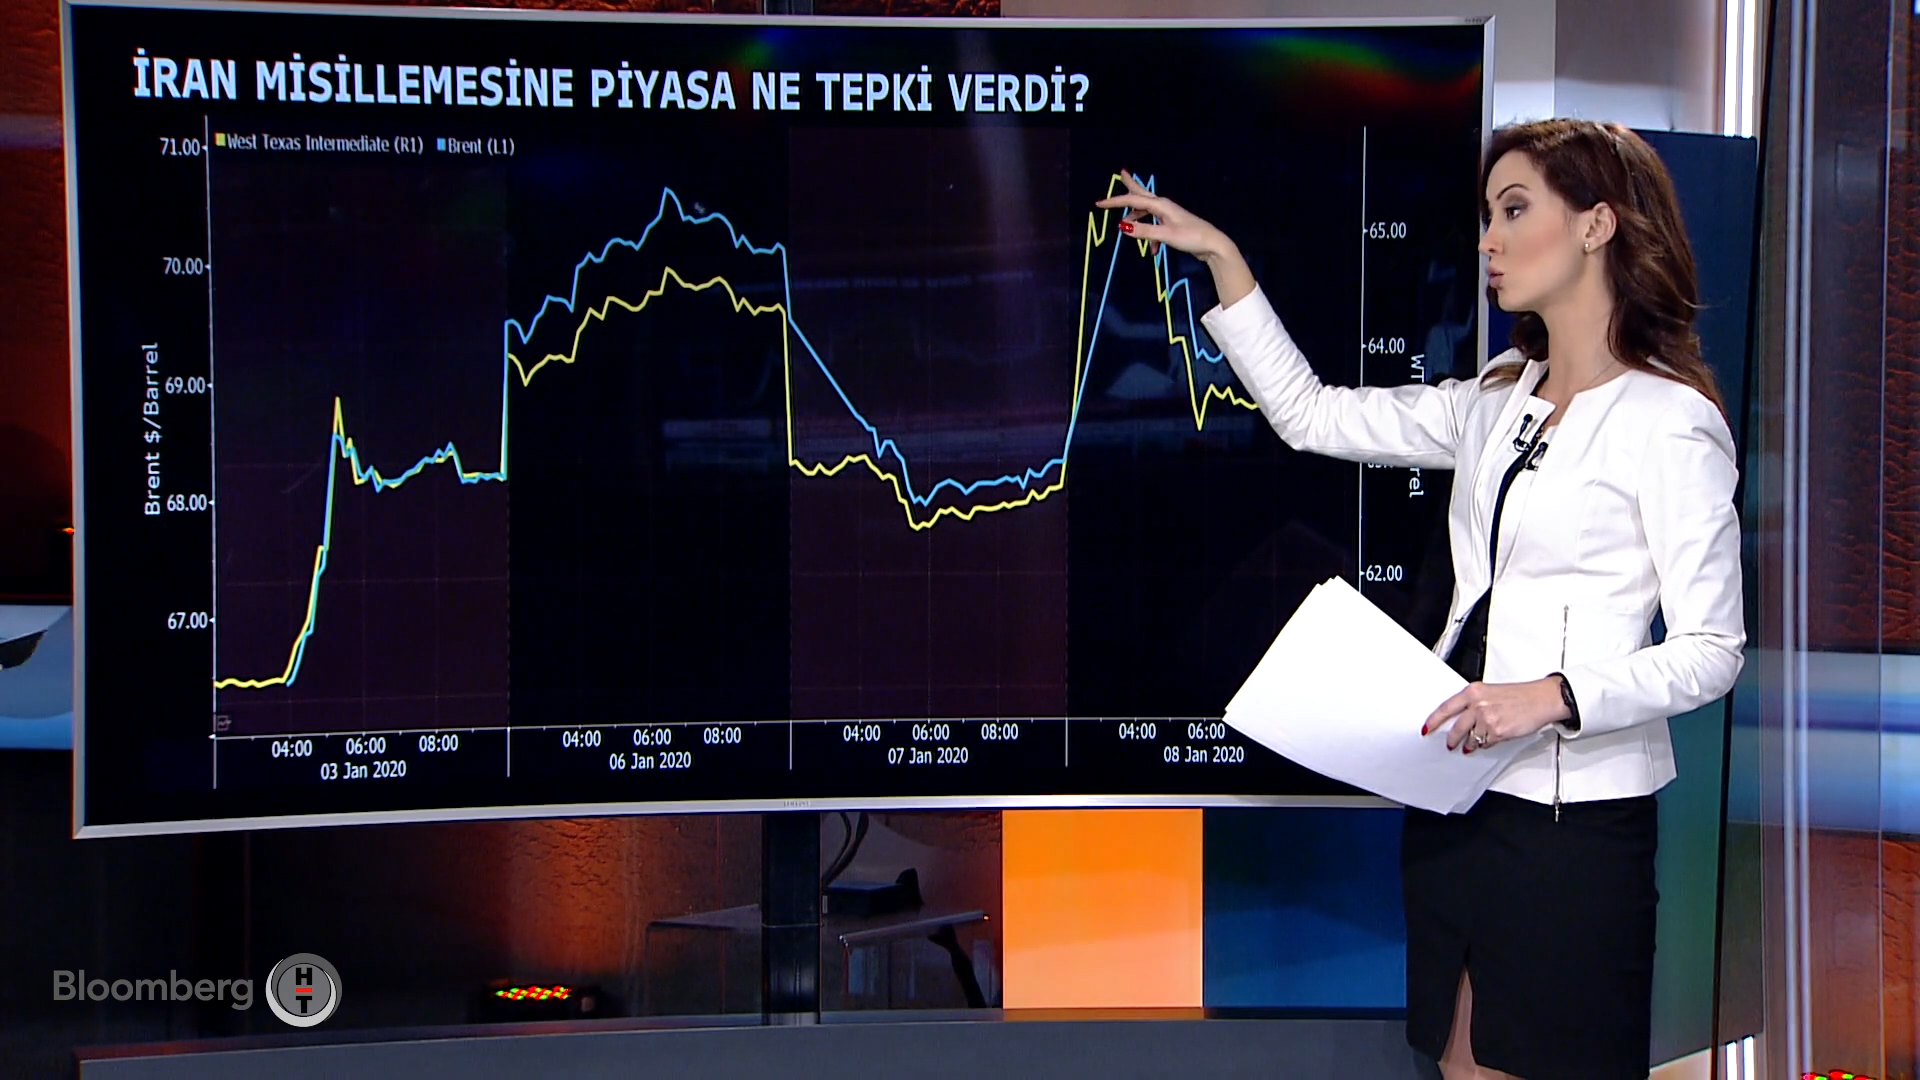 İRAN MİSİLLEMESİNE PİYASA NE TEPKİ VERDİ?
West Texas Intermediate (R1) Brent (L1)
71.00
70.00
69.00
68.00
67.00
Brent $/Barrel
65.00
64.00
62.00
04:00 06:00 08:00
03 Jan 2020
04:00 06:00 08:00
06 Jan 2020
04:00 06:00 08:00
07 Jan 2020
04:00 06:00
08 Jan 2020
SAMSUNG
Bloomberg HT